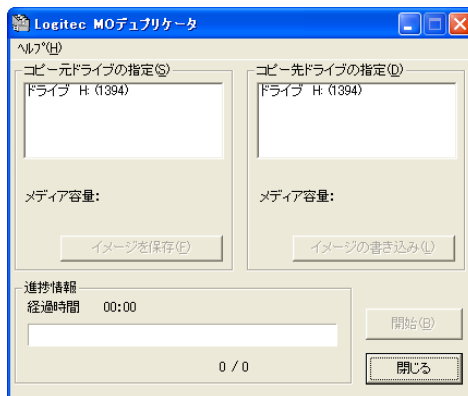 Logitec MOデュプリケータ
ヘルプ(H)
コピー元ドライブの指定(S)
ドライブ H: (1394)
メディア容量:
イメージを保存(F)
コピー先ドライブの指定(D)
ドライブ H: (1394)
メディア容量:
イメージの書き込み(L)
進捗情報
経過時間 00:00
0 / 0
開始(B)
閉じる